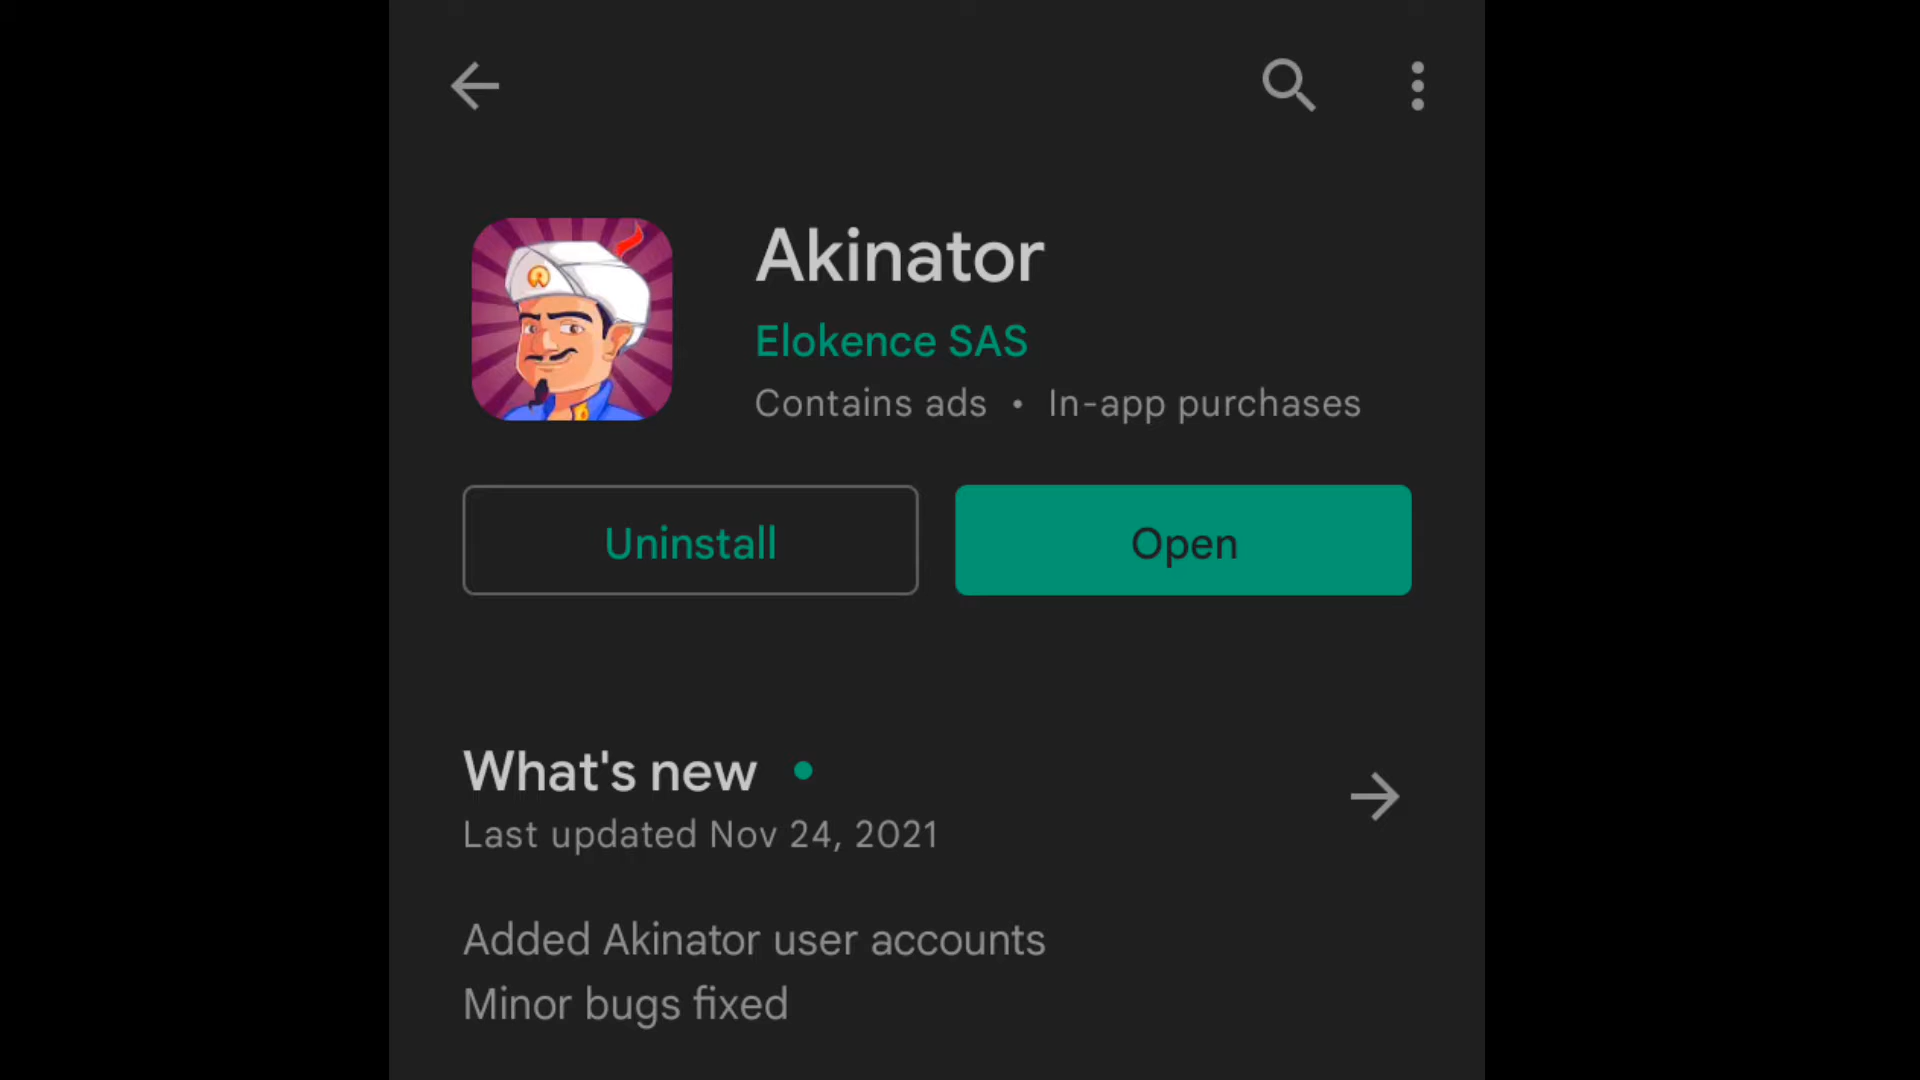 Akinator
Elokence SAS
Contains ads • In-app purchases
Uninstall
Open
What's new
Last updated Nov 24, 2021
Added Akinator user accounts
Minor bugs fixed